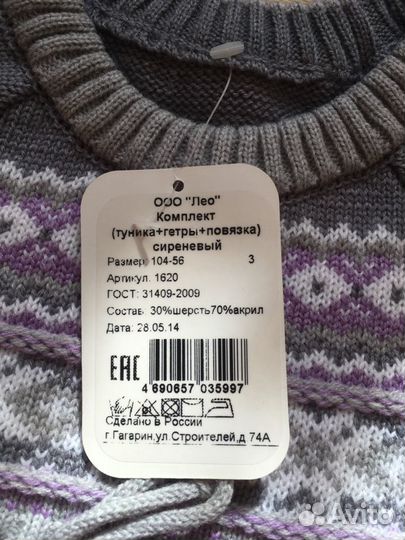 ООО "Лео"
Комплект
(туника+гетры+повязка)
сиреневый
Размер: 104-56 3
Артикул: 1620
ГОСТ: 31409-2009
Состав: 30%шерсть70%акрил
Дата: 28.05.14
EAC
4 690657 035997
Сделано в России
г.Гагарин,ул.Строителей,д 74А
Avito